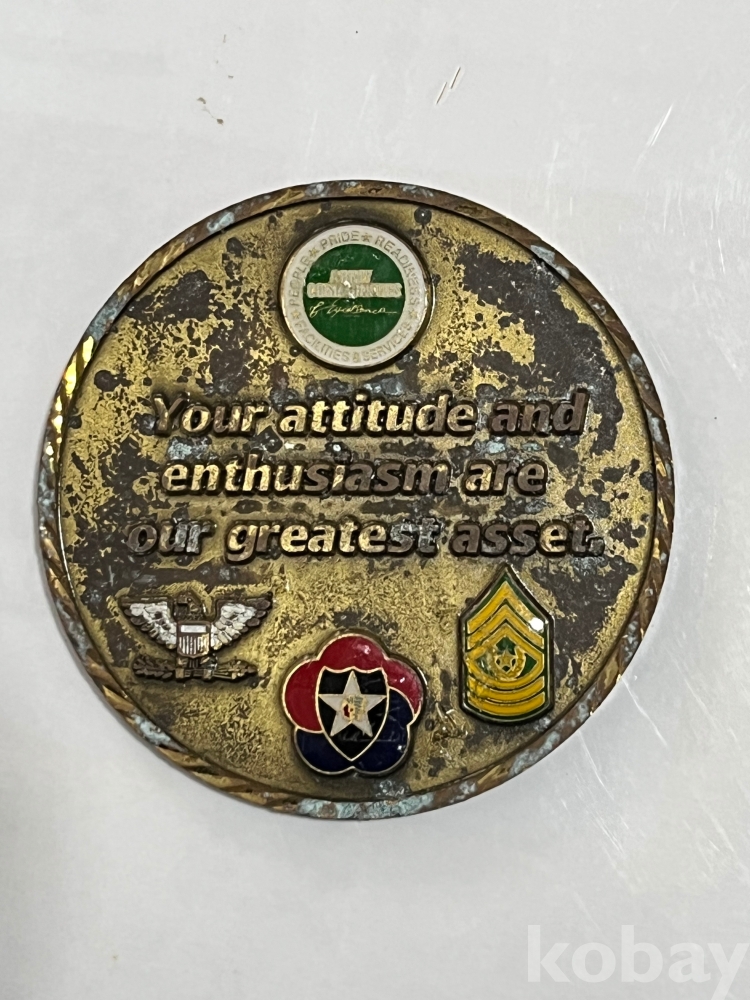 PEOPLE ★ PRIDE ★ READINESS
FACILITIES & SERVICES
Your attitude and
enthusiasm are
our greatest asset.
kobay